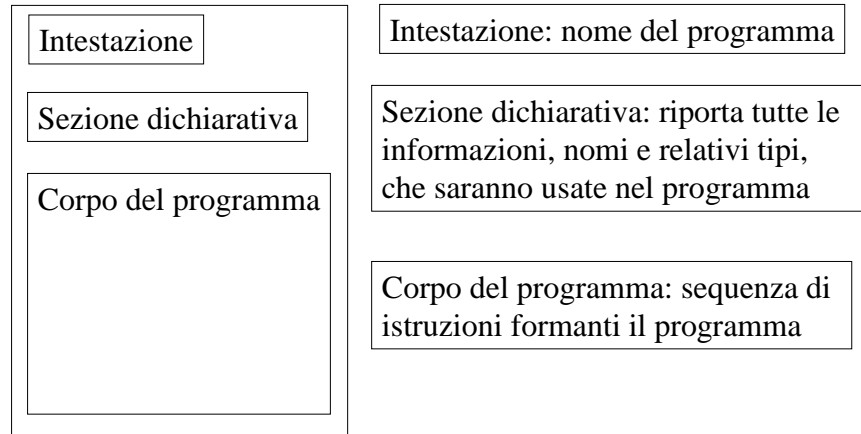 Intestazione
Sezione dichiarativa
Corpo del programma
Intestazione: nome del programma
Sezione dichiarativa: riporta tutte le
informazioni, nomi e relativi tipi,
che saranno usate nel programma
Corpo del programma: sequenza di
istruzioni formanti il programma